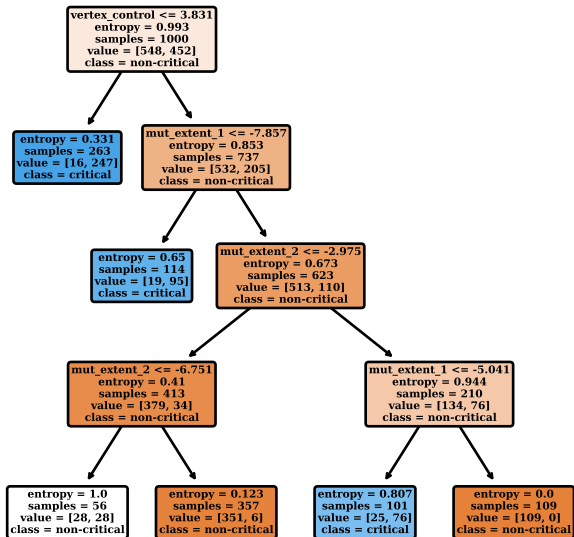 vertex_control <= 3.831
entropy = 0.993
samples = 1000
value = [548, 452]
class = non-critical
entropy = 0.331
samples = 263
value = [16, 247]
class = critical
mut_extent_1 <= -7.857
entropy = 0.853
samples = 737
value = [532, 205]
class = non-critical
entropy = 0.65
samples = 114
value = [19, 95]
class = critical
mut_extent_2 <= -2.975
entropy = 0.673
samples = 623
value = [513, 110]
class = non-critical
mut_extent_2 <= -6.751
entropy = 0.41
samples = 413
value = [379, 34]
class = non-critical
mut_extent_1 <= -5.041
entropy = 0.944
samples = 210
value = [134, 76]
class = non-critical
entropy = 1.0
samples = 56
value = [28, 28]
class = non-critical
entropy = 0.123
samples = 357
value = [351, 6]
class = non-critical
entropy = 0.807
samples = 101
value = [25, 76]
class = critical
entropy = 0.0
samples = 109
value = [109, 0]
class = non-critical